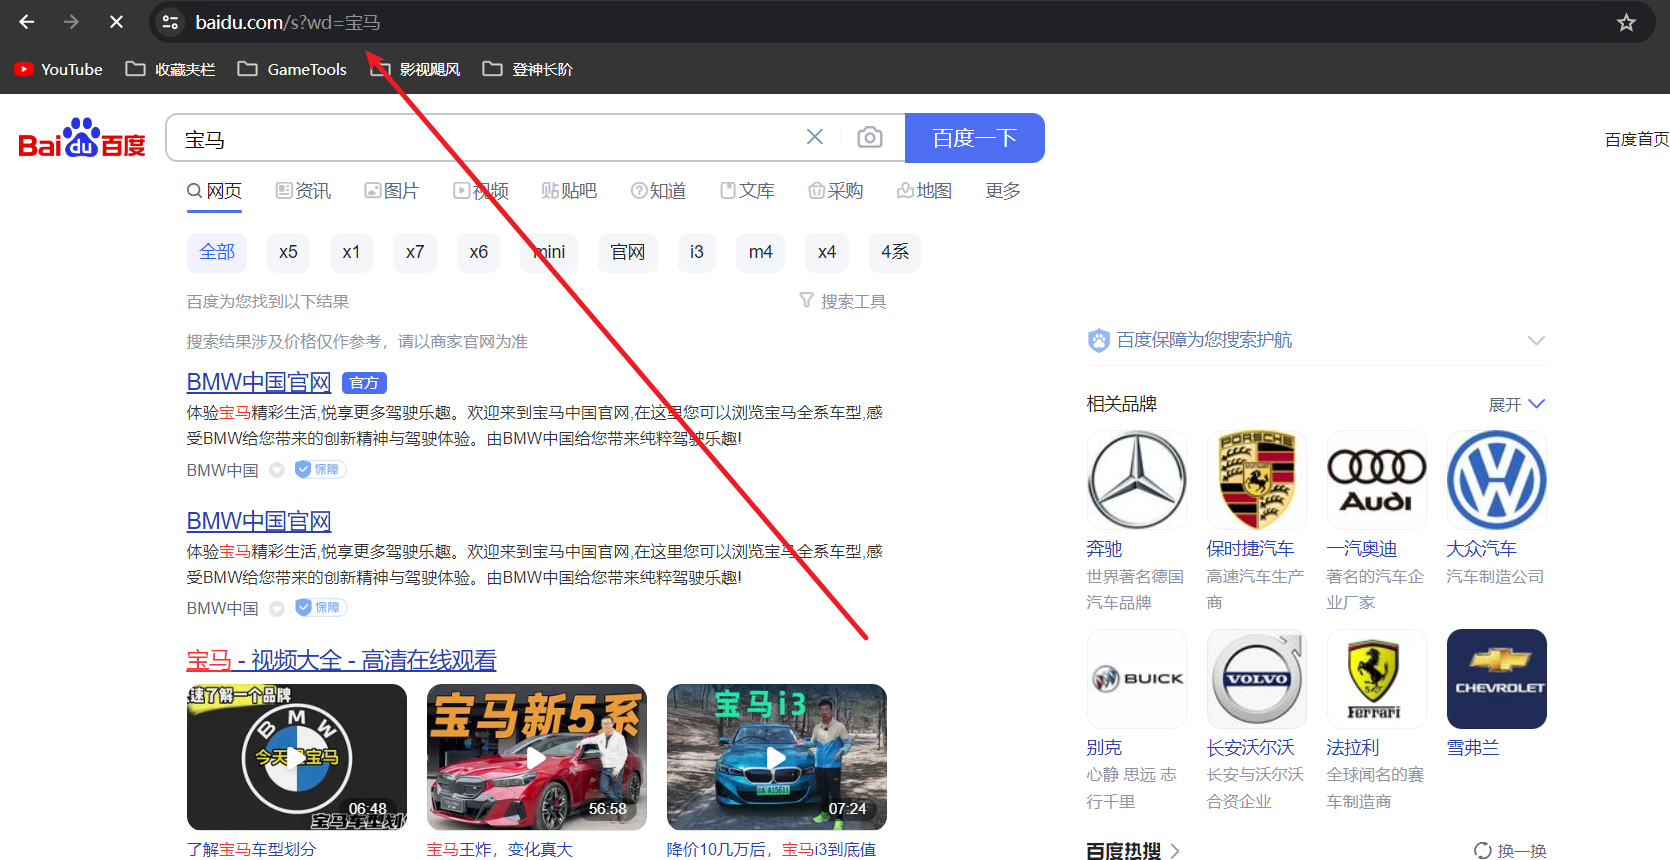 baidu.com/s?wd=宝马
YouTube 收藏夹栏 GameTools 影视飓风 登神长阶
Bai du 百度 宝马 百度一下 百度首页
网页 资讯 图片 视频 贴吧 知道 文库 采购 地图 更多
全部 x5 x1 x7 x6 mini 官网 i3 m4 x4 4系
百度为您找到以下结果 搜索工具
搜索结果涉及价格仅作参考，请以商家官网为准
BMW中国官网 官方
体验宝马精彩生活,悦享更多驾驶乐趣。欢迎来到宝马中国官网,在这里您可以浏览宝马全系车型,感
受BMW给您带来的创新精神与驾驶体验。由BMW中国给您带来纯粹驾驶乐趣!
BMW中国 保障
BMW中国官网
体验宝马精彩生活,悦享更多驾驶乐趣。欢迎来到宝马中国官网,在这里您可以浏览宝马全系车型,感
受BMW给您带来的创新精神与驾驶体验。由BMW中国给您带来纯粹驾驶乐趣!
BMW中国 保障
宝马 - 视频大全 - 高清在线观看
速了解一个品牌
BMW
今天 宝马
06:48
宝马车型划
宝马新5系
56:58
宝马i3
07:24
了解宝马车型划分
宝马王炸，变化真大
降价10几万后，宝马i3到底值
百度保障为您搜索护航
相关品牌 展开
PORSCHE
Audi
奔驰 保时捷汽车 一汽奥迪 大众汽车
世界著名德国 高速汽车生产 著名的汽车企 汽车制造公司
汽车品牌 商 业厂家
BUICK VOLVO Ferrari CHEVROLET
别克 长安沃尔沃 法拉利 雪弗兰
心静 思远 志 长安与沃尔沃 全球闻名的赛
行千里 合资企业 车制造商
百度热搜 换一换